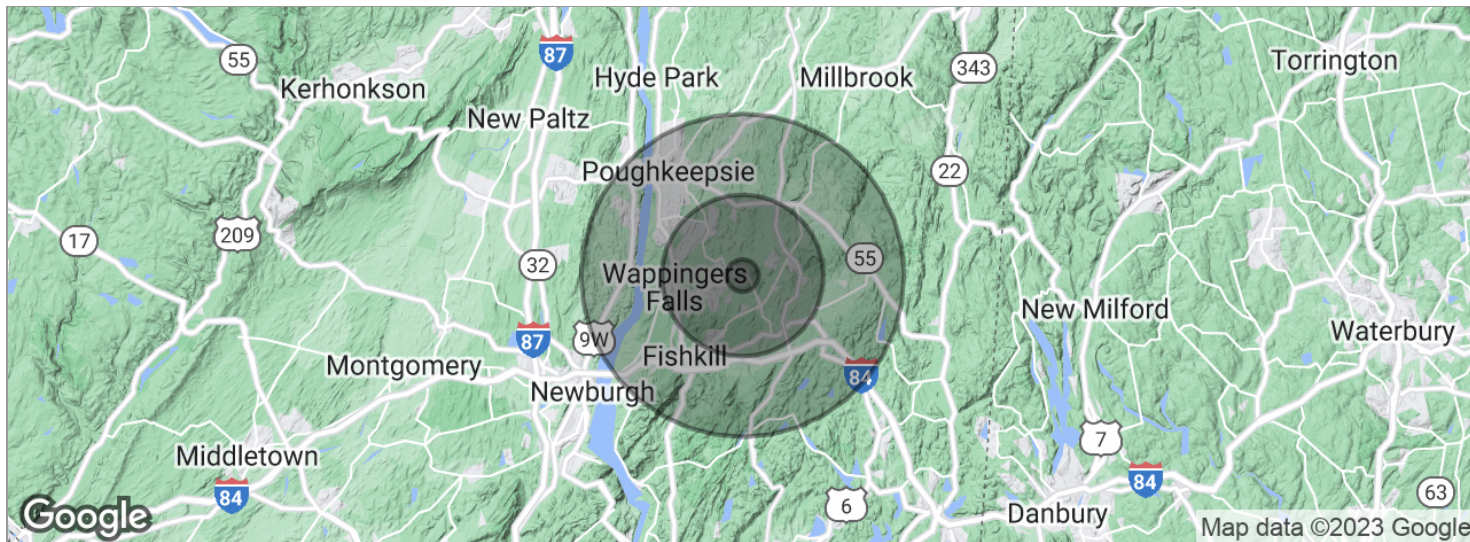 87
55
Hyde Park
Millbrook
343
Torrington
Kerhonkson
New Paltz
Poughkeepsie
22
209
17
55
32
Wappingers
Falls
New Milford
87
9W
Waterbury
Fishkill
Montgomery
84
Newburgh
7
Middletown
84
84
63
6
Google
Danbury
Map data ©2023 Google